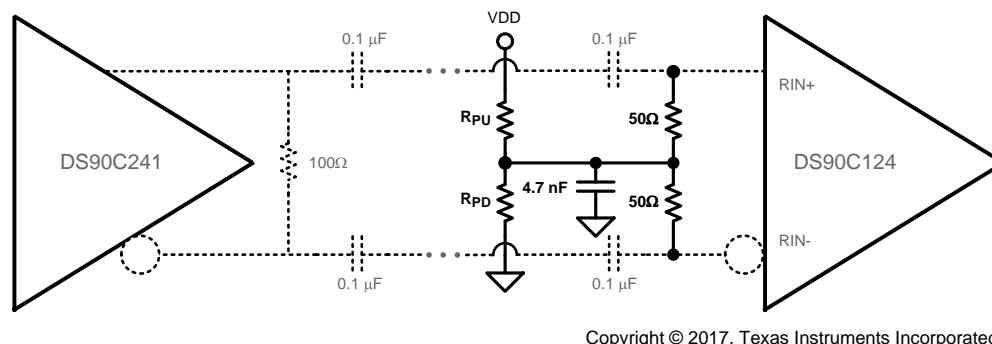 VDD
0.1 µF
0.1 µF
RIN+
RPU
50Ω
DS90C241
100Ω
DS90C124
4.7 nF
RPD
50Ω
RIN-
0.1 µF
0.1 µF
Copyright © 2017, Texas Instruments Incorporated